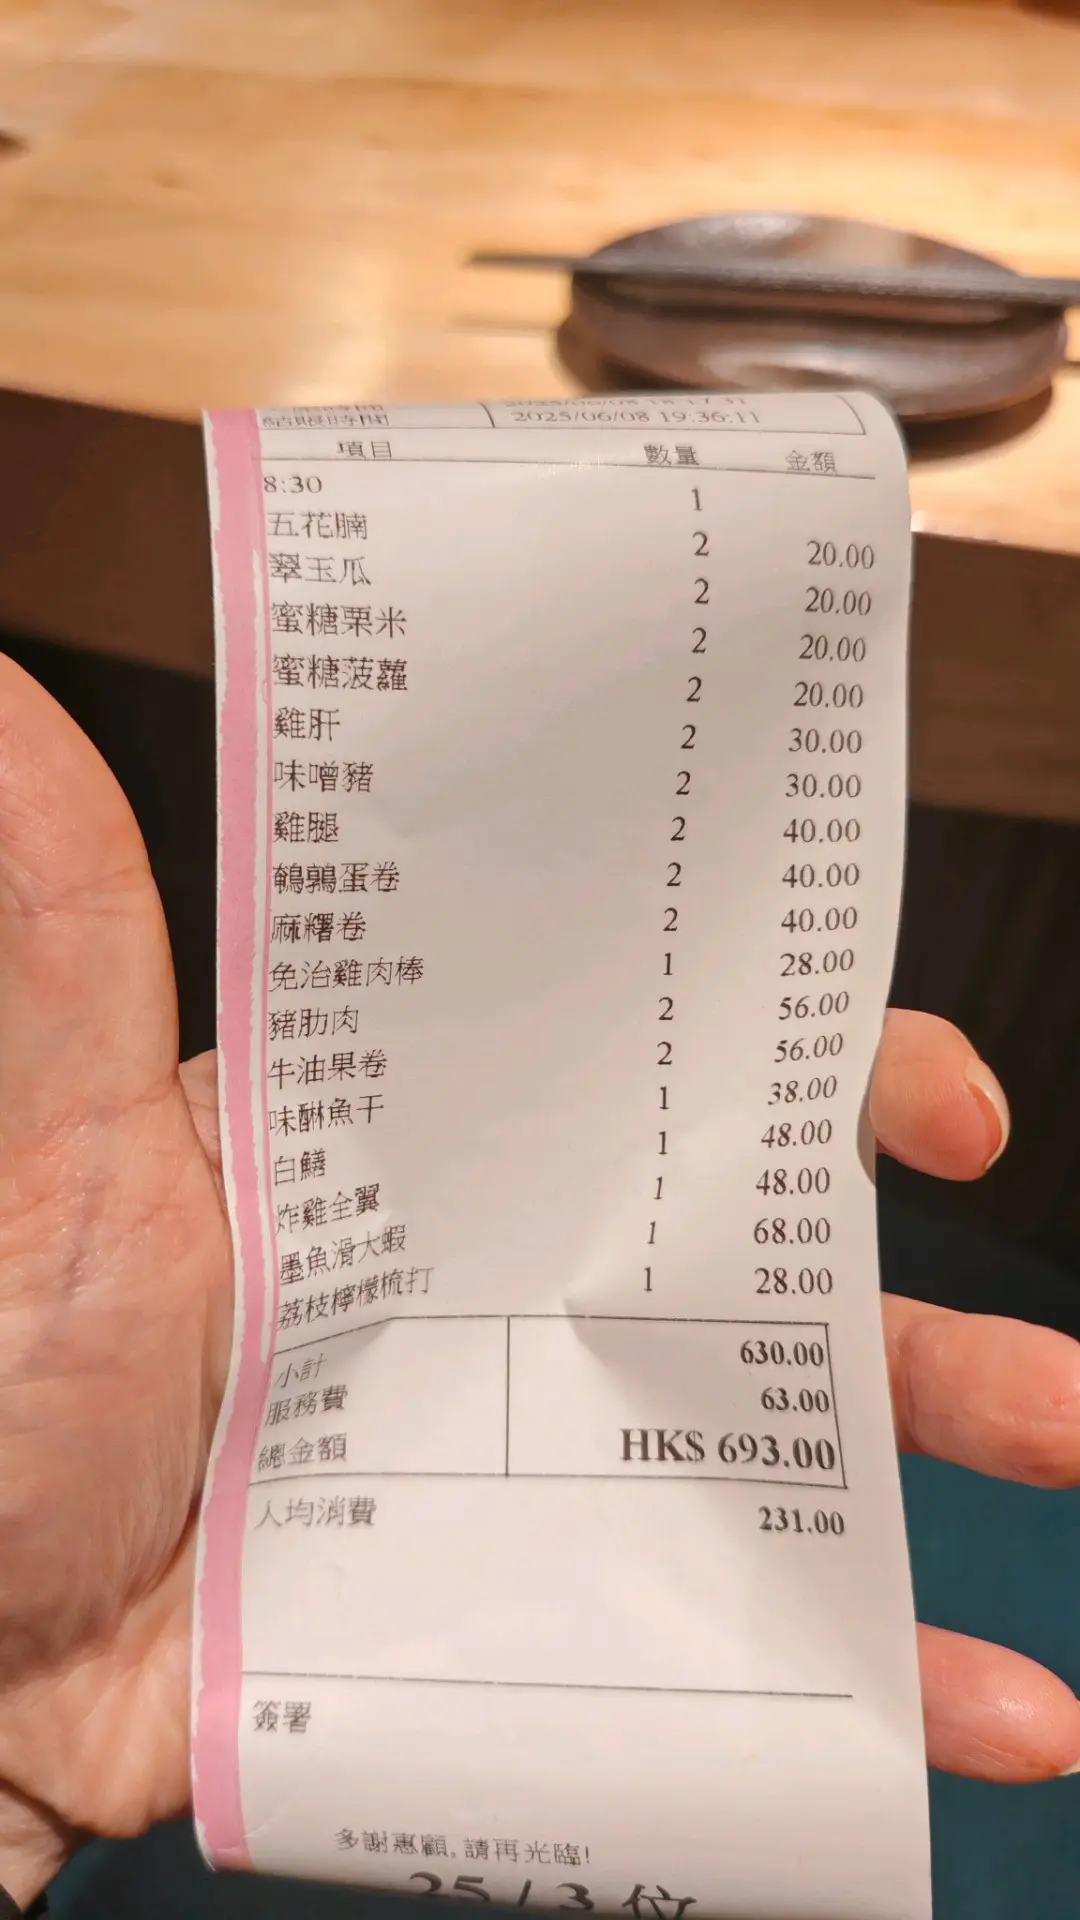 結賬時間 2025/06/08 19:36:11
項目 數量 金額
8:30 1
五花腩 2 20.00
翠玉瓜 2 20.00
蜜糖粟米 2 20.00
蜜糖菠蘿 2 20.00
雞肝 2 30.00
味噌豬 2 30.00
雞腿 2 40.00
鵪鶉蛋卷 2 40.00
麻糬卷 2 40.00
免治雞肉棒 1 28.00
豬肋肉 2 56.00
牛油果卷 2 56.00
味醂魚干 1 38.00
白鱔 1 48.00
炸雞全翼 1 48.00
墨魚滑大蝦 1 68.00
荔枝檸檬梳打 1 28.00
小計 630.00
服務費 63.00
總金額 HK$ 693.00
人均消費 231.00
簽署
多謝惠顧,請再光臨!
25 / 3 位